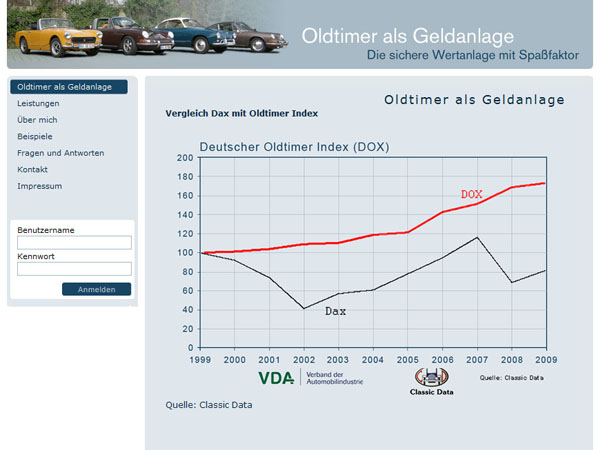 Oldtimer als Geldanlage
Die sichere Wertanlage mit Spaßfaktor
Oldtimer als Geldanlage
Leistungen
Über mich
Beispiele
Fragen und Antworten
Kontakt
Impressum
Benutzername
Kennwort
Anmelden
Oldtimer als Geldanlage
Vergleich Dax mit Oldtimer Index
Deutscher Oldtimer Index (DOX)
200
180
160
140
120
100
80
60
40
20
0
DOX
Dax
1999 2000 2001 2002 2003 2004 2005 2006 2007 2008 2009
VDA Verband der
Automobilindustrie
Classic Data
Quelle: Classic Data
Quelle: Classic Data